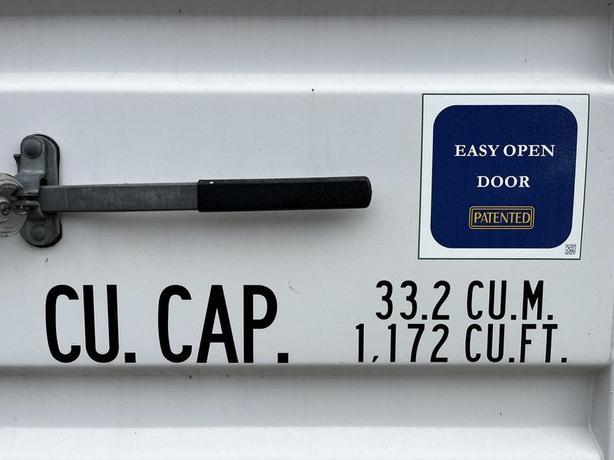 EASY OPEN
DOOR
PATENTED
CU. CAP.
33.2 CU.M.
1,172 CU.FT.